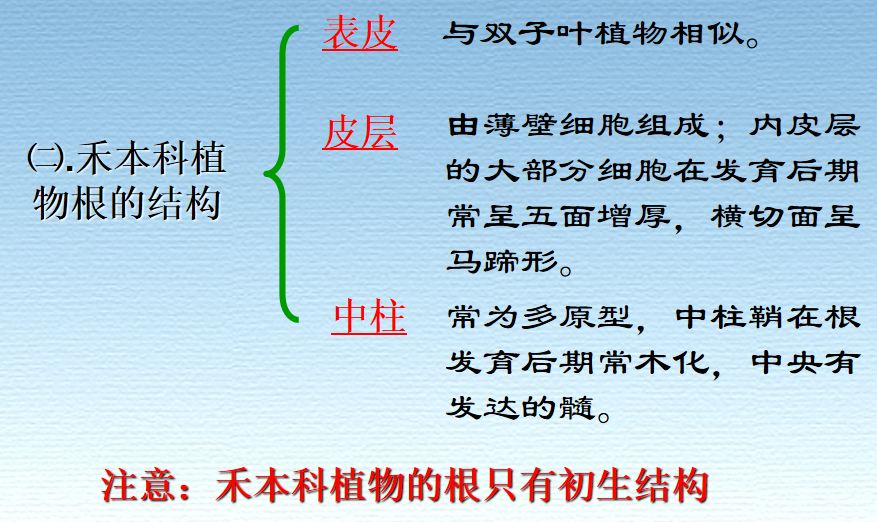 ㈡.禾本科植
物根的结构
表皮
与双子叶植物相似。
皮层
由薄壁细胞组成；内皮层
的大部分细胞在发育后期
常呈五面增厚，横切面呈
马蹄形。
中柱
常为多原型，中柱鞘在根
发育后期常木化，中央有
发达的髓。
注意：禾本科植物的根只有初生结构